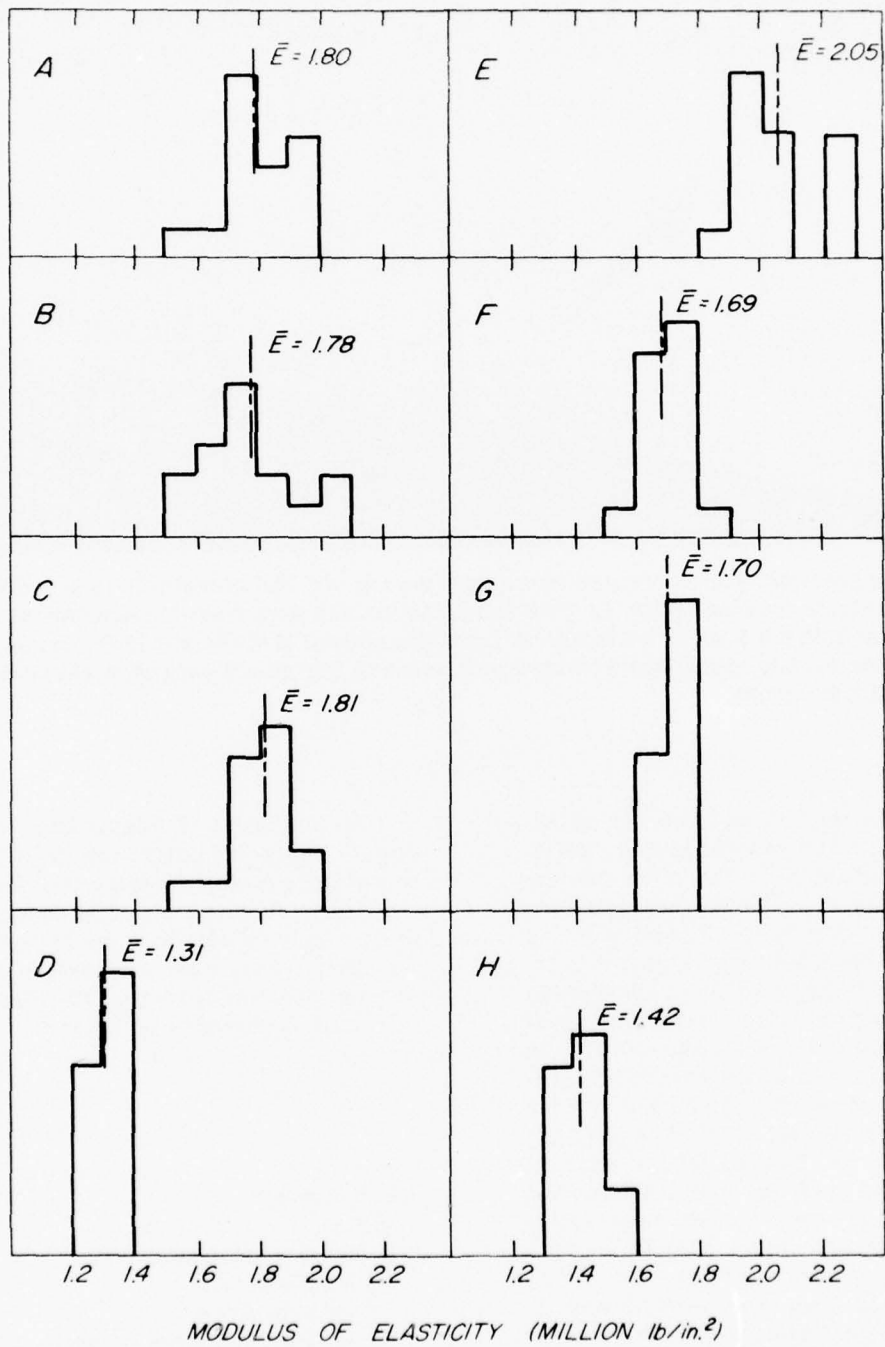 A
Ē = 1.80
E
Ē = 2.05
B
Ē = 1.78
F
Ē = 1.69
C
Ē = 1.81
G
Ē = 1.70
D
Ē = 1.31
H
Ē = 1.42
1.2 1.4 1.6 1.8 2.0 2.2 1.2 1.4 1.6 1.8 2.0 2.2
MODULUS OF ELASTICITY (MILLION lb/in.²)